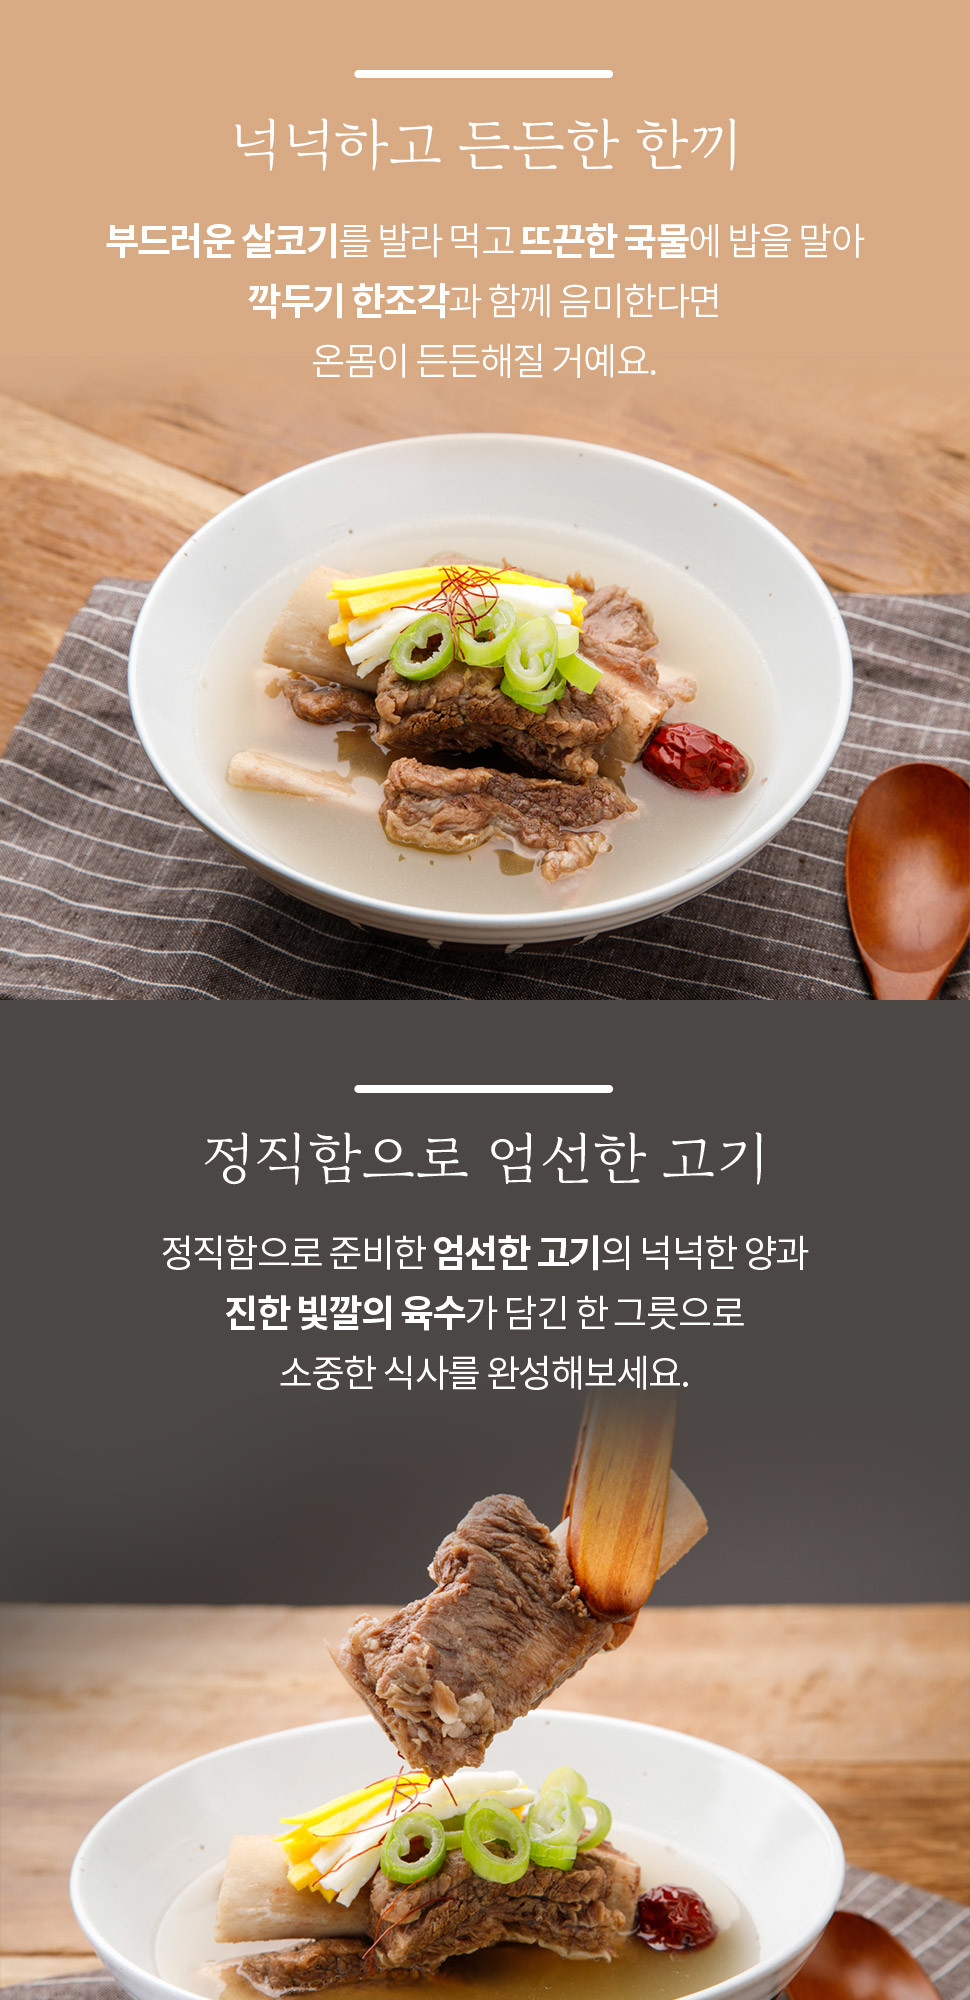 넉넉하고 든든한 한끼
부드러운 살코기를 발라 먹고 뜨끈한 국물에 밥을 말아
깍두기 한조각과 함께 음미한다면
온몸이 든든해질 거예요.
정직함으로 엄선한 고기
정직함으로 준비한 엄선한 고기의 넉넉한 양과
진한 빛깔의 육수가 담긴 한 그릇으로
소중한 식사를 완성해보세요.